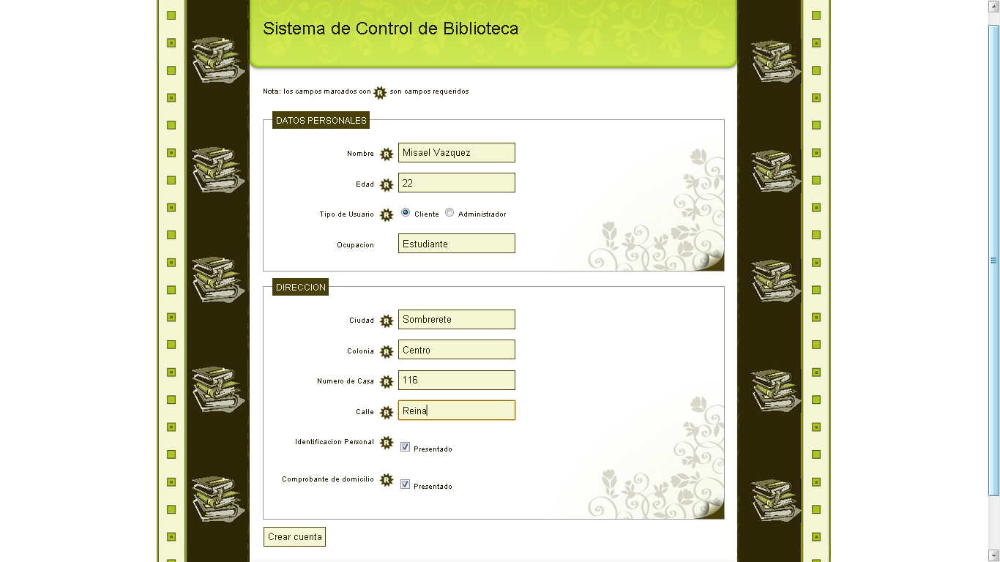 Sistema de Control de Biblioteca
Nota: los campos marcados con R son campos requeridos
DATOS PERSONALES
Nombre R Misael Vazquez
Edad R 22
Tipo de Usuario R Cliente Administrador
Ocupacion Estudiante
DIRECCION
Ciudad R Sombrerete
Colonia R Centro
Numero de Casa R 116
Calle R Reina
Identificacion Personal R Presentado
Comprobante de domicilio R Presentado
Crear cuenta